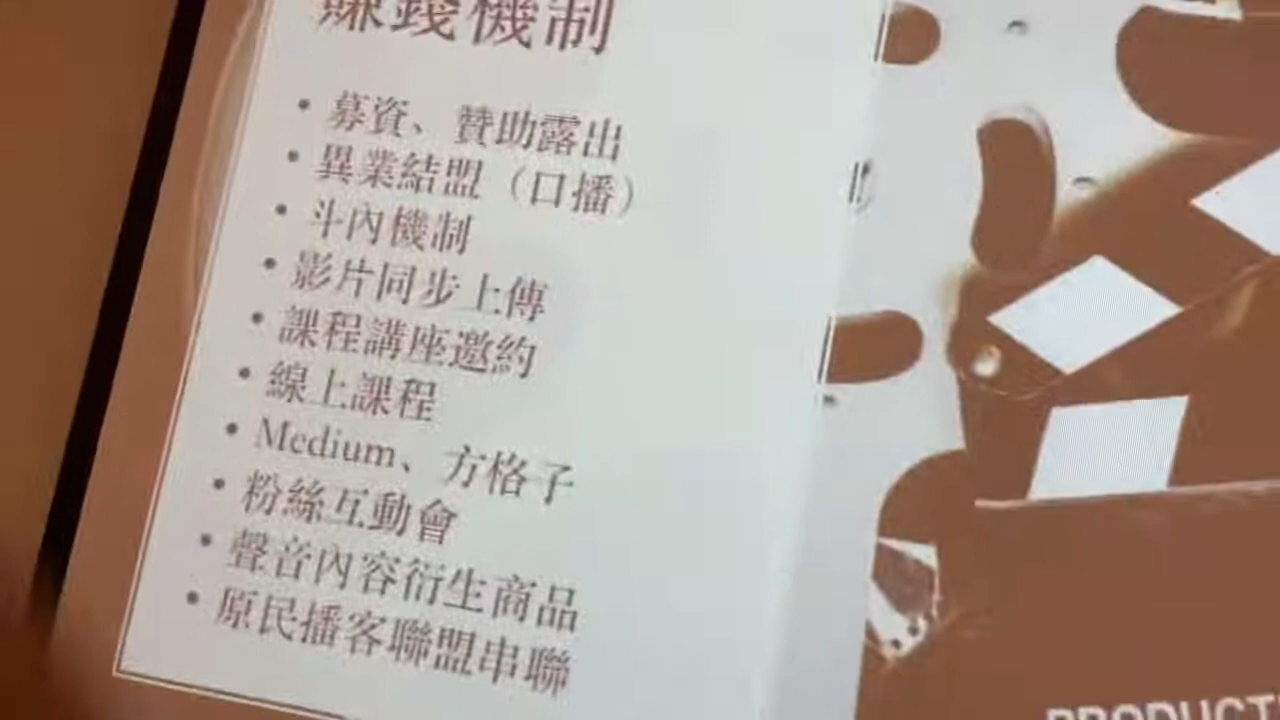 賺錢機制
• 募資、贊助露出
• 異業結盟（口播）
• 斗內機制
• 影片同步上傳
• 課程講座邀約
• 線上課程
• Medium、方格子
• 粉絲互動會
• 聲音內容衍生商品
• 原民播客聯盟串聯
PRODUCT